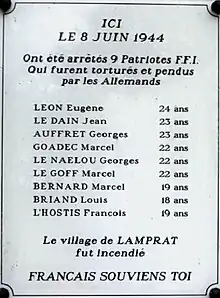 ICI
LE 8 JUIN 1944
Ont été arrêtés 9 Patriotes F.F.I.
Qui furent torturés et pendus
par les Allemands
LEON Eugene 24 ans
LE DAIN Jean 23 ans
AUFFRET Georges 23 ans
GOADEC Marcel 22 ans
LE NAELOU Georges 22 ans
LE GOFF Marcel 22 ans
BERNARD Marcel 19 ans
BRIAND Louis 18 ans
L'HOSTIS Francois 19 ans
Le village de LAMPRAT
fut incendié
FRANCAIS SOUVIENS TOI